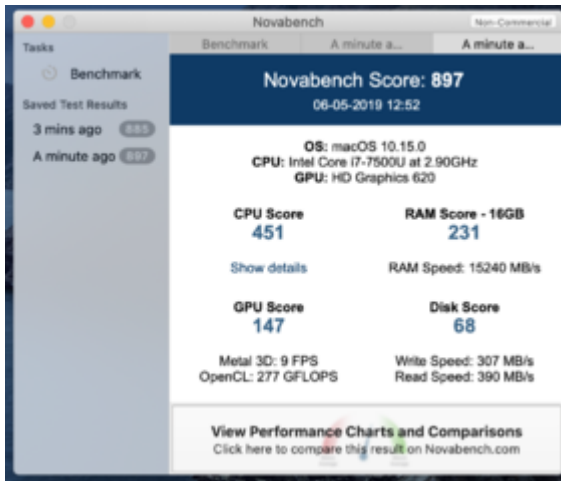 Novabench
Non-Commercial
Tasks
Benchmark
Saved Test Results
3 mins ago 885
A minute ago 897
Benchmark
A minute a...
A minute a...
Novabench Score: 897
06-05-2019 12:52
OS: macOS 10.15.0
CPU: Intel Core i7-7500U at 2.90GHz
GPU: HD Graphics 620
CPU Score
451
Show details
RAM Score - 16GB
231
RAM Speed: 15240 MB/s
GPU Score
147
Metal 3D: 9 FPS
OpenCL: 277 GFLOPS
Disk Score
68
Write Speed: 307 MB/s
Read Speed: 390 MB/s
View Performance Charts and Comparisons
Click here to compare this result on Novabench.com